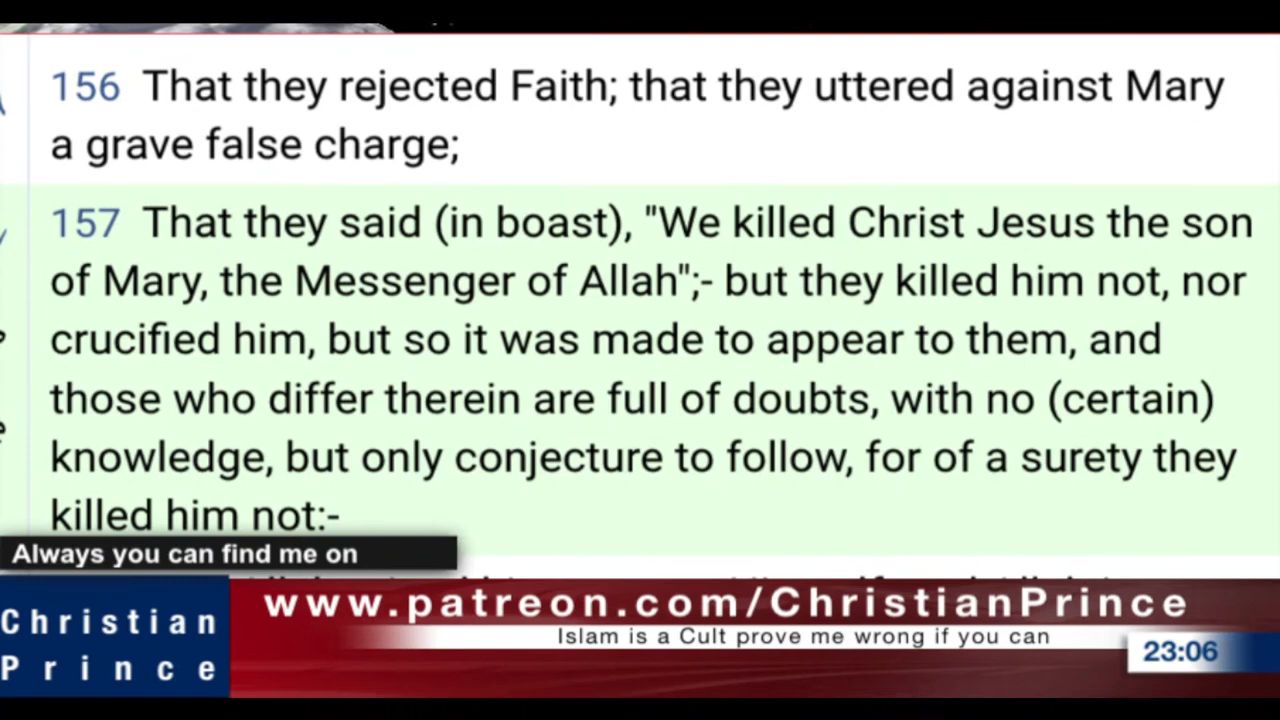 156 That they rejected Faith; that they uttered against Mary
a grave false charge;
157 That they said (in boast), "We killed Christ Jesus the son
of Mary, the Messenger of Allah";- but they killed him not, nor
crucified him, but so it was made to appear to them, and
those who differ therein are full of doubts, with no (certain)
knowledge, but only conjecture to follow, for of a surety they
killed him not:-
Always you can find me on
Christian
Prince
www.patreon.com/ChristianPrince
Islam is a Cult prove me wrong if you can
23:06